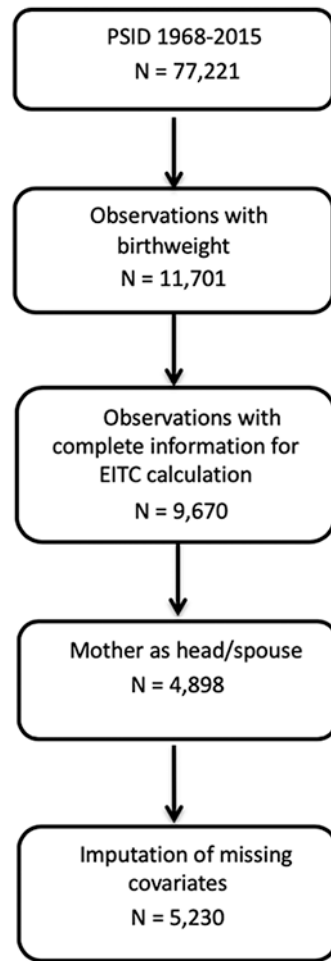 PSID 1968-2015
N = 77,221
Observations with
birthweight
N = 11,701
Observations with
complete information for
EITC calculation
N = 9,670
Mother as head/spouse
N = 4,898
Imputation of missing
covariates
N = 5,230